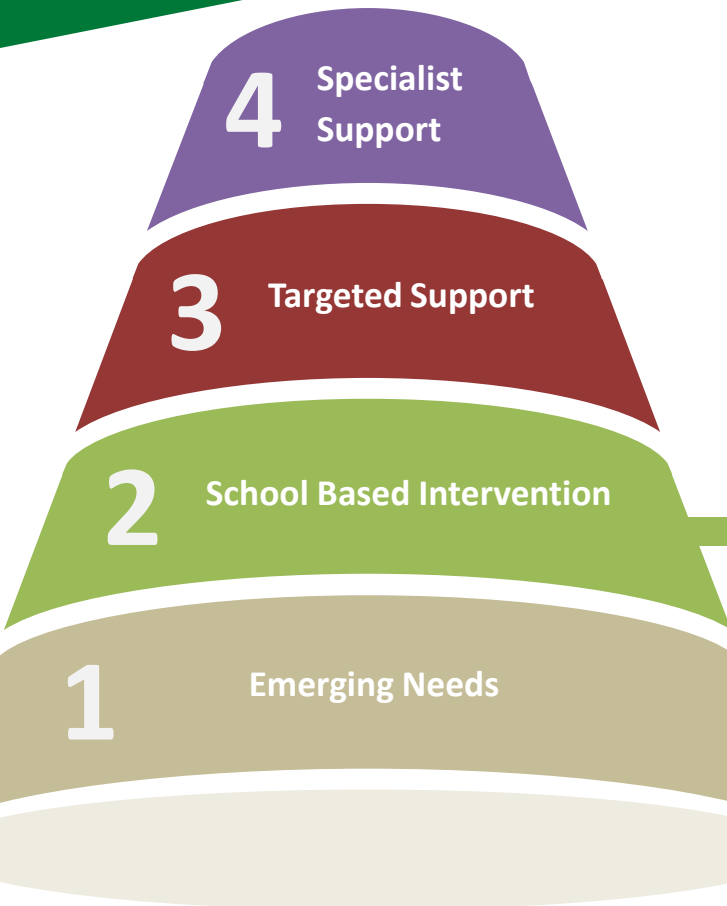 4
Specialist
Support
3
Targeted Support
2
School Based Intervention
1
Emerging Needs